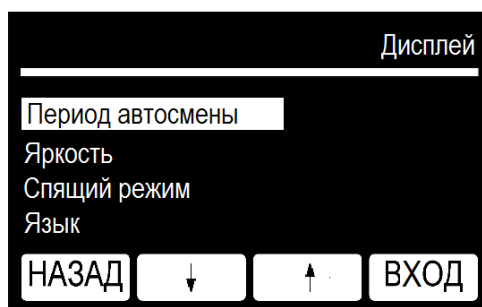 Дисплей
Период автосмены
Яркость
Спящий режим
Язык
НАЗАД ↓ ↑ ВХОД